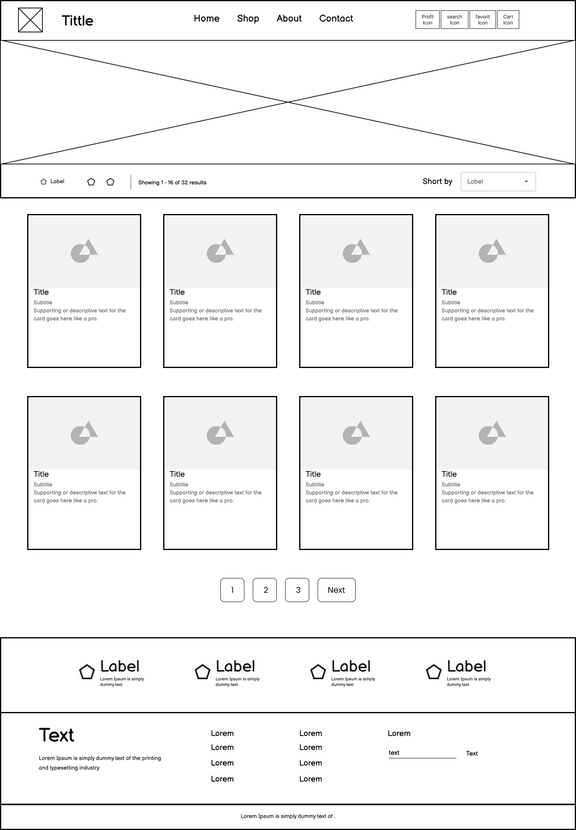 Tittle
Home Shop About Contact
Profit Icon
search Icon
favorit Icon
Cart Icon
Label
Showing 1 - 16 of 32 results
Short by
Label
Title Title Title Title
Subtitle Subtitle Subtitle Subtitle
Supporting or descriptive text for the Supporting or descriptive text for the Supporting or descriptive text for the Supporting or descriptive text for the
card goes here like a pro. card goes here like a pro. card goes here like a pro. card goes here like a pro.
Title Title Title Title
Subtitle Subtitle Subtitle Subtitle
Supporting or descriptive text for the Supporting or descriptive text for the Supporting or descriptive text for the Supporting or descriptive text for the
card goes here like a pro. card goes here like a pro. card goes here like a pro. card goes here like a pro.
1 2 3 Next
Label Label Label Label
Lorem Ipsum is simply Lorem Ipsum is simply Lorem Ipsum is simply Lorem Ipsum is simply
dummy text dummy text dummy text dummy text
Text
Lorem Ipsum is simply dummy text of the printing
and typesetting industry.
Lorem Lorem Lorem
Lorem Lorem text Text
Lorem Lorem
Lorem Lorem
Lorem Ipsum is simply dummy text of .